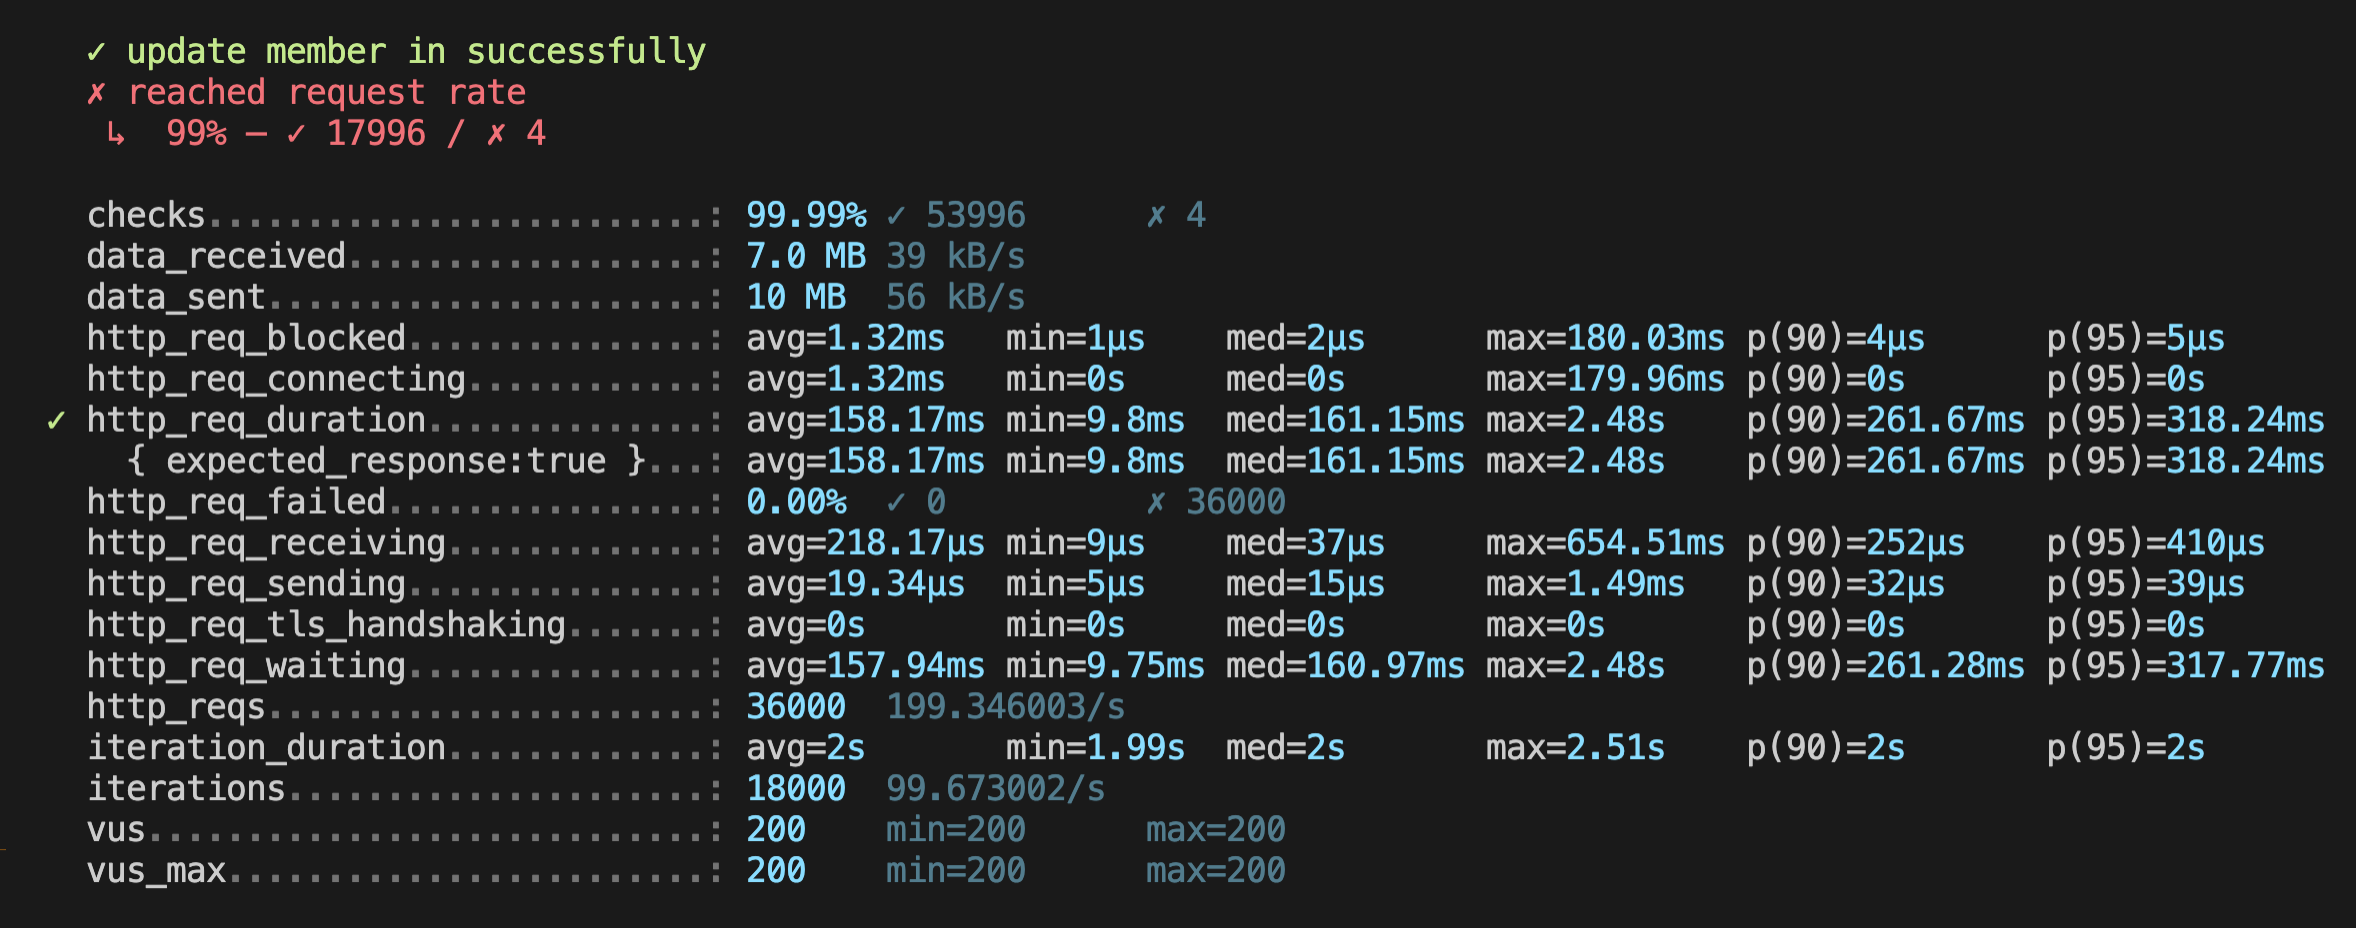 ✓ update member in successfully
✗ reached request rate
↳  99% — ✓ 17996 / ✗ 4
checks.........................: 99.99% ✓ 53996      ✗ 4
data_received..................: 7.0 MB 39 kB/s
data_sent......................: 10 MB  56 kB/s
http_req_blocked...............: avg=1.32ms   min=1µs    med=2µs      max=180.03ms p(90)=4µs      p(95)=5µs
http_req_connecting............: avg=1.32ms   min=0s     med=0s       max=179.96ms p(90)=0s       p(95)=0s
✓ http_req_duration..............: avg=158.17ms min=9.8ms  med=161.15ms max=2.48s    p(90)=261.67ms p(95)=318.24ms
{ expected_response:true }...: avg=158.17ms min=9.8ms  med=161.15ms max=2.48s    p(90)=261.67ms p(95)=318.24ms
http_req_failed................: 0.00%  ✓ 0          ✗ 36000
http_req_receiving.............: avg=218.17µs min=9µs    med=37µs     max=654.51ms p(90)=252µs    p(95)=410µs
http_req_sending...............: avg=19.34µs  min=5µs    med=15µs     max=1.49ms   p(90)=32µs     p(95)=39µs
http_req_tls_handshaking.......: avg=0s       min=0s     med=0s       max=0s       p(90)=0s       p(95)=0s
http_req_waiting...............: avg=157.94ms min=9.75ms med=160.97ms max=2.48s    p(90)=261.28ms p(95)=317.77ms
http_reqs......................: 36000  199.346003/s
iteration_duration.............: avg=2s       min=1.99s  med=2s       max=2.51s    p(90)=2s       p(95)=2s
iterations.....................: 18000  99.673002/s
vus............................: 200    min=200      max=200
vus_max........................: 200    min=200      max=200